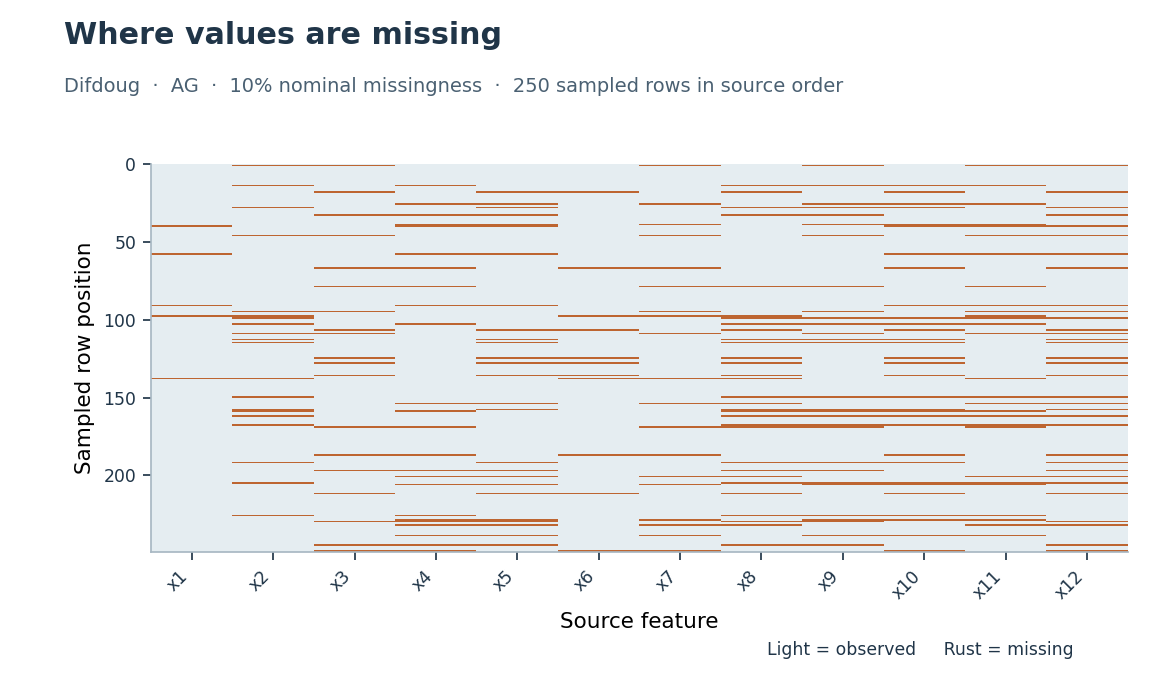 Where values are missing
Difdoug · AG · 10% nominal missingness · 250 sampled rows in source order
0
50
100
150
200
Sampled row position
x1 x2 x3 x4 x5 x6 x7 x8 x9 x10 x11 x12
Source feature
Light = observed Rust = missing